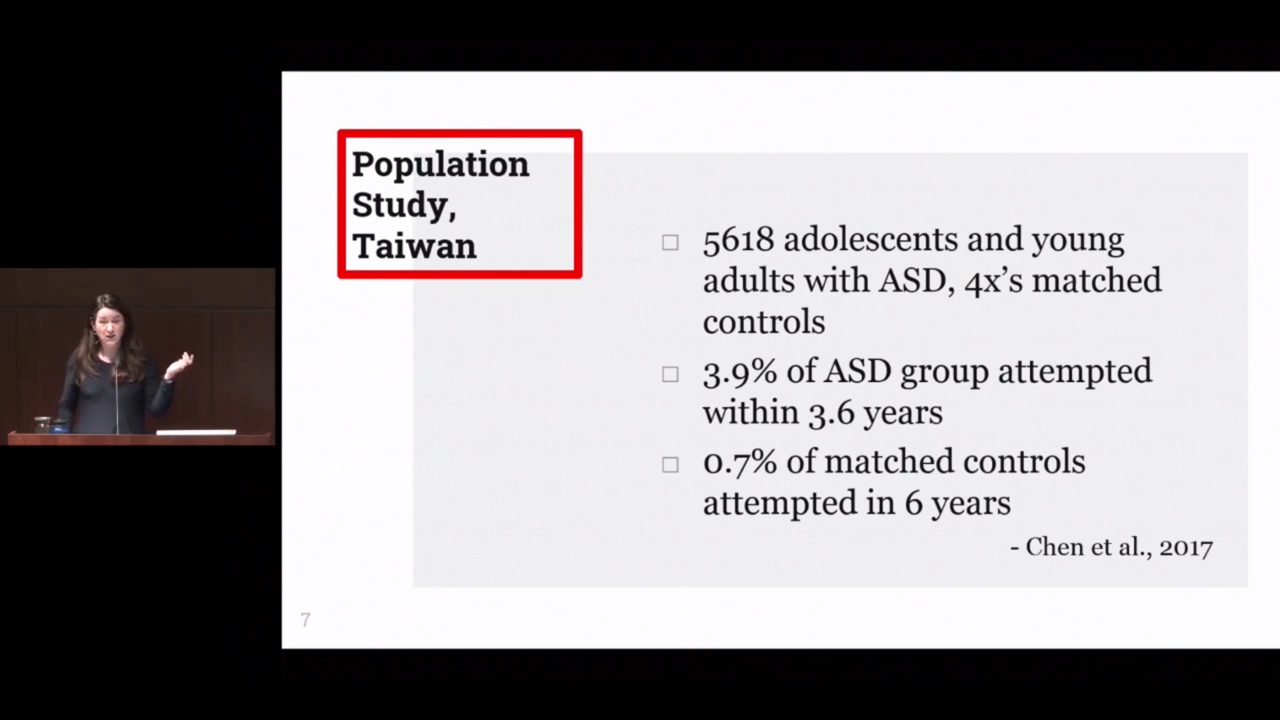 Population
Study,
Taiwan
5618 adolescents and young
adults with ASD, 4x's matched
controls
3.9% of ASD group attempted
within 3.6 years
0.7% of matched controls
attempted in 6 years
- Chen et al., 2017
7